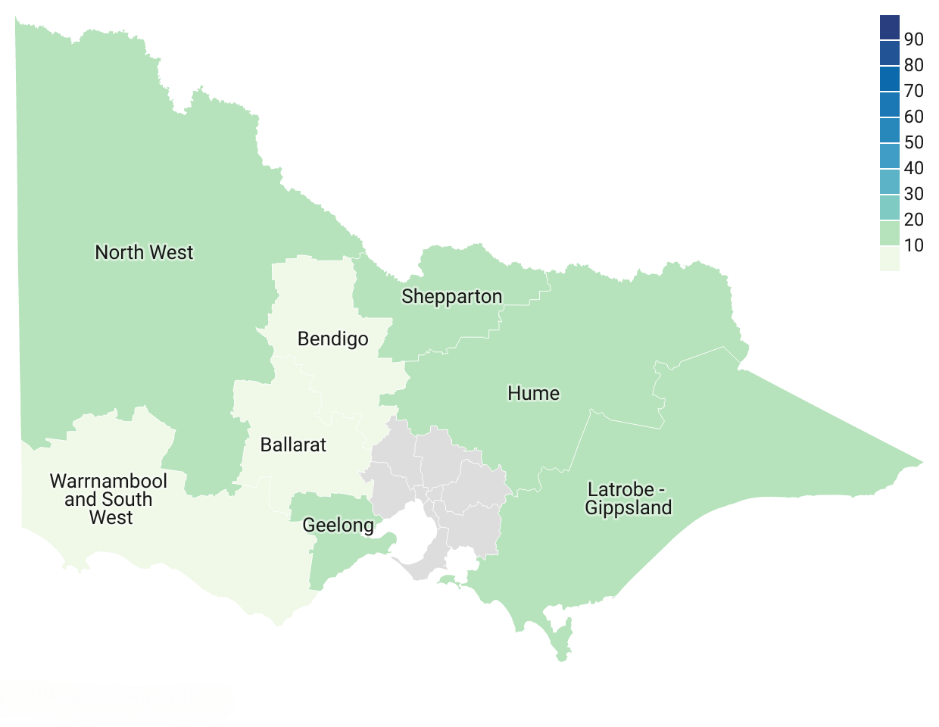 90
80
70
60
50
40
30
20
10
North West
Shepparton
Bendigo
Hume
Ballarat
Warrnambool
and South
West
Latrobe -
Gippsland
Geelong